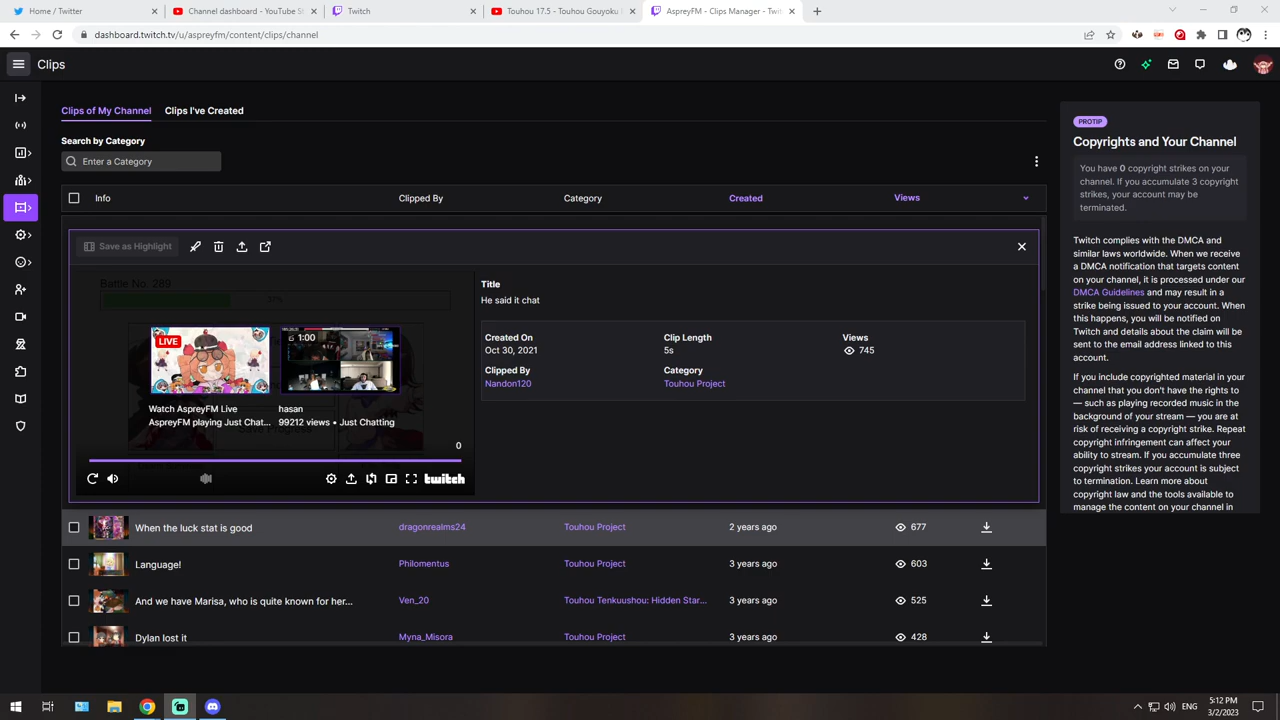 Home / Twitter
Channel dashboard - YouTube St
Twitch
Touhou 17.5 - Touhou Gouyoku
AspreyFM - Clips Manager - Twi
dashboard.twitch.tv/u/aspreyfm/content/clips/channel
Clips
Clips of My Channel
Clips I've Created
Search by Category
Enter a Category
Info
Clipped By
Category
Created
Views
Save as Highlight
Battle No. 289
LIVE
1:00
Watch AspreyFM Live
AspreyFM playing Just Chat...
hasan
99212 views • Just Chatting
0
twitch
Title
He said it chat
Created On
Oct 30, 2021
Clip Length
5s
Views
745
Clipped By
Nandon120
Category
Touhou Project
When the luck stat is good dragonrealms24 Touhou Project 2 years ago 677
Language! Philomentus Touhou Project 3 years ago 603
And we have Marisa, who is quite known for her... Ven_20 Touhou Tenkuushou: Hidden Star... 3 years ago 525
Dylan lost it Myna_Misora Touhou Project 3 years ago 428
PROTIP
Copyrights and Your Channel
You have 0 copyright strikes on your
channel. If you accumulate 3 copyright
strikes, your account may be
terminated.
Twitch complies with the DMCA and
similar laws worldwide. When we receive
a DMCA notification that targets content
on your channel, it is processed under our
DMCA Guidelines and may result in a
strike being issued to your account. When
this happens, you will be notified on
Twitch and details about the claim will be
sent to the email address linked to this
account.
If you include copyrighted material in your
channel that you don't have the rights to
— such as playing recorded music in the
background of your stream — you are at
risk of receiving a copyright strike. Repeat
copyright infringement can affect your
ability to stream. If you accumulate three
copyright strikes your account is subject
to termination. Learn more about
copyright law and the tools available to
manage the content on your channel in
ENG
5:12 PM
3/2/2023